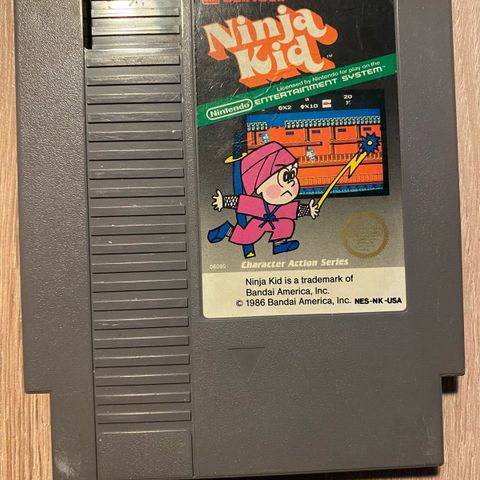 Ninja
Kid
TM
Licensed by Nintendo for play on the
Nintendo
ENTERTAINMENT SYSTEM
Character Action Series
Ninja Kid is a trademark of
Bandai America, Inc.
© 1986 Bandai America, Inc. NES-NK-USA